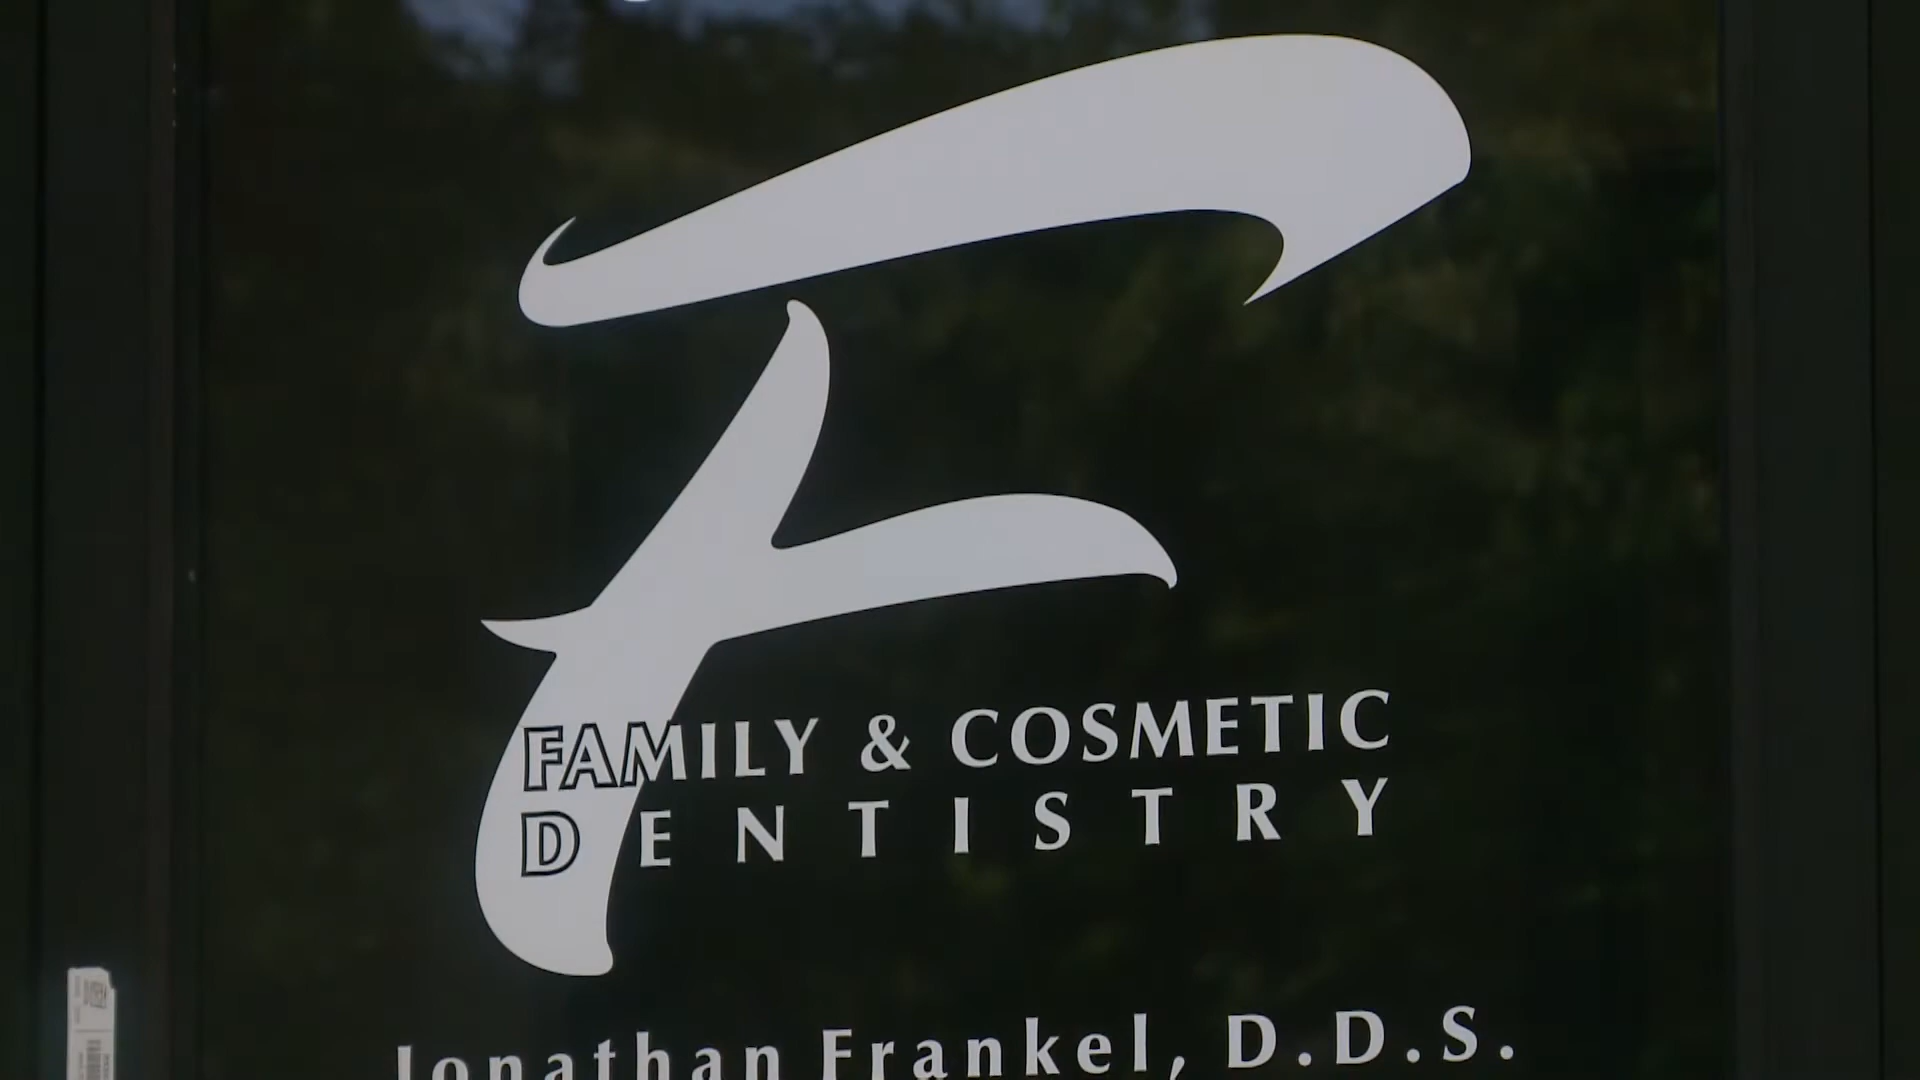 F
FAMILY & COSMETIC
DENTISTRY
Jonathan Frankel, D.D.S.